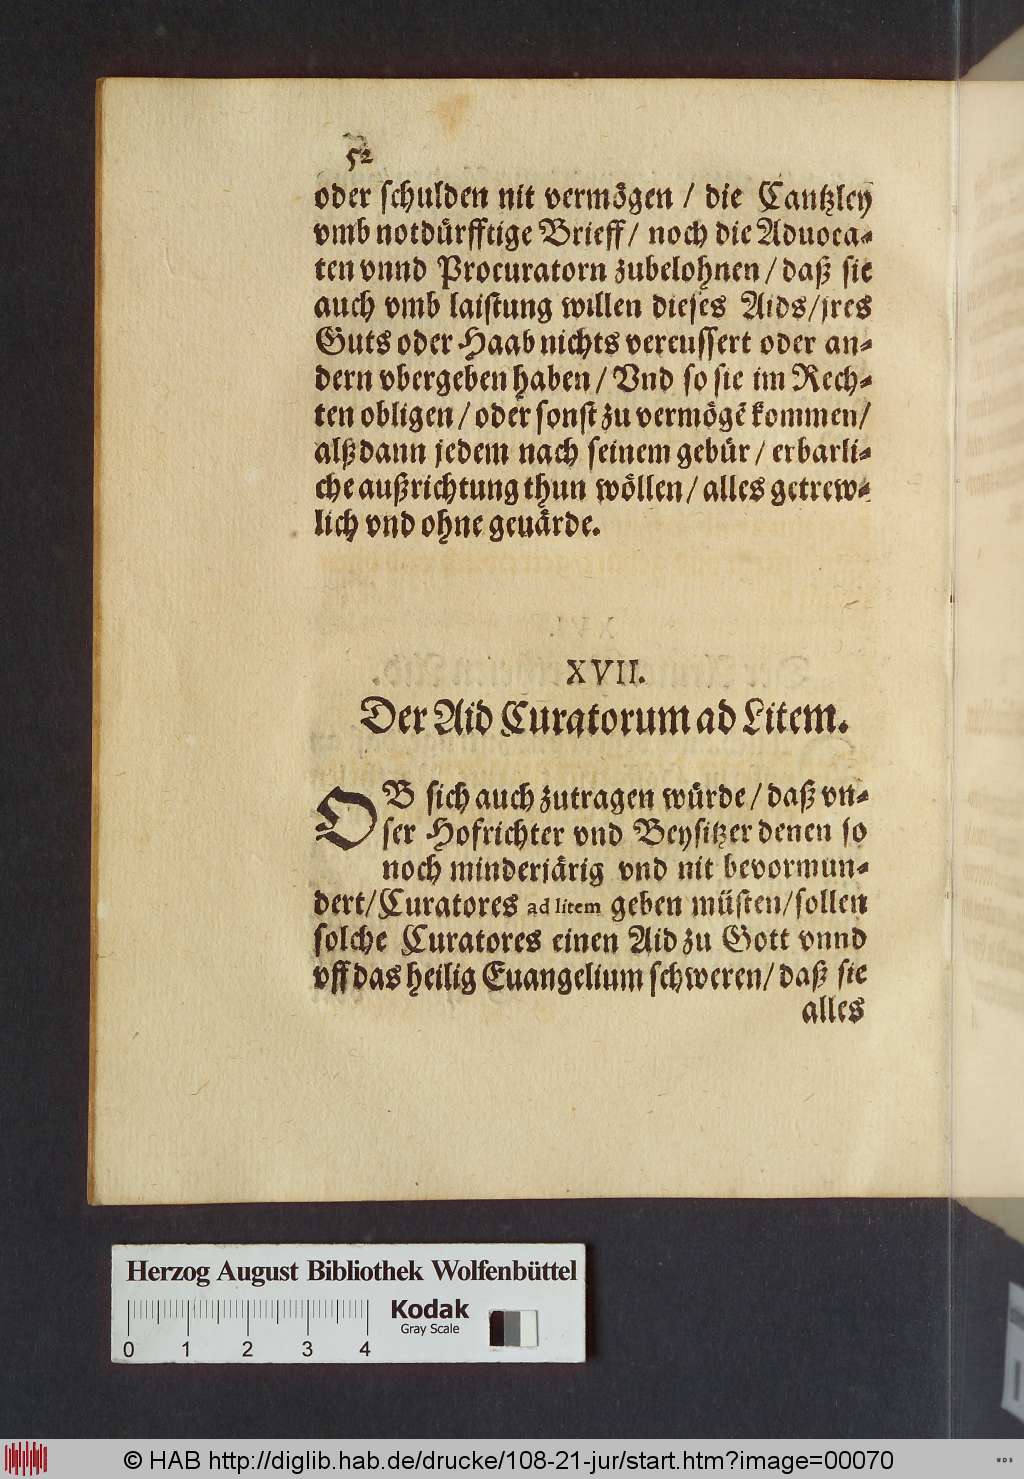 52
oder schulden nit vermögen / die Cantzley
vmb notdürfftige Brieff / noch die Aduoca-
ten vnnd Procuratorn zubelohnen / daß sie
auch vmb laistung willen dieses Aids / jres
Guts oder Haab nichts vereussert oder an-
dern vbergeben haben / Vnd so sie im Rech-
ten obligen / oder sonst zu vermögẽ kommen /
alßdann jedem nach seinem gebür / erbarli-
che außrichtung thun wöllen / alles getrew-
lich vnd ohne geuärde.
XVII.
Der Aid Curatorum ad Litem.
OB sich auch zutragen würde / daß vn-
ser Hofrichter vnd Beysitzer denen so
noch minderjärig vnd nit bevormun-
dert / Curatores ad litem geben müsten / sollen
solche Curatores einen Aid zu Gott vnnd
vff das heilig Euangelium schweren / daß sie
alles
Herzog August Bibliothek Wolfenbüttel
Kodak
Gray Scale
0 1 2 3 4
© HAB http://diglib.hab.de/drucke/108-21-jur/start.htm?image=00070